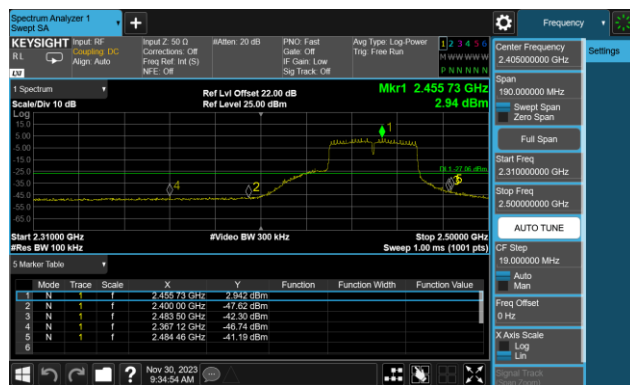 Spectrum Analyzer 1
Swept SA
Frequency
KEYSIGHT
RL
LXI
Input: RF
Coupling: DC
Align: Auto
Input Z: 50 Ω
Corrections: Off
Freq Ref: Int (S)
NFE: Off
#Atten: 20 dB
PNO: Fast
Gate: Off
IF Gain: Low
Sig Track: Off
Avg Type: Log-Power
Trig: Free Run
1 2 3 4 5 6
M W W W W W
P N N N N N
Center Frequency
2.405000000 GHz
Settings
1 Spectrum
Scale/Div 10 dB
Ref Lvl Offset 22.00 dB
Ref Level 25.00 dBm
Mkr1 2.455 73 GHz
2.94 dBm
Span
190.000000 MHz
Swept Span
Zero Span
Full Span
Log
15.0
5.00
-5.00
-15.0
-25.0
-35.0
-45.0
-55.0
-65.0
1
DL1 -27.06 dBm
4
2
Start Freq
2.310000000 GHz
Stop Freq
2.500000000 GHz
AUTO TUNE
Start 2.31000 GHz
#Res BW 100 kHz
#Video BW 300 kHz
Stop 2.50000 GHz
Sweep 1.00 ms (1001 pts)
CF Step
19.000000 MHz
Auto
Man
5 Marker Table
Mode Trace Scale X Y Function Function Width Function Value
1 N 1 f 2.455 73 GHz 2.942 dBm
2 N 1 f 2.400 00 GHz -47.62 dBm
3 N 1 f 2.483 50 GHz -42.30 dBm
4 N 1 f 2.367 12 GHz -46.74 dBm
5 N 1 f 2.484 46 GHz -41.19 dBm
6
Freq Offset
0 Hz
X Axis Scale
Log
Lin
Signal Track
(Span Zoom)
?
Nov 30, 2023
9:34:54 AM